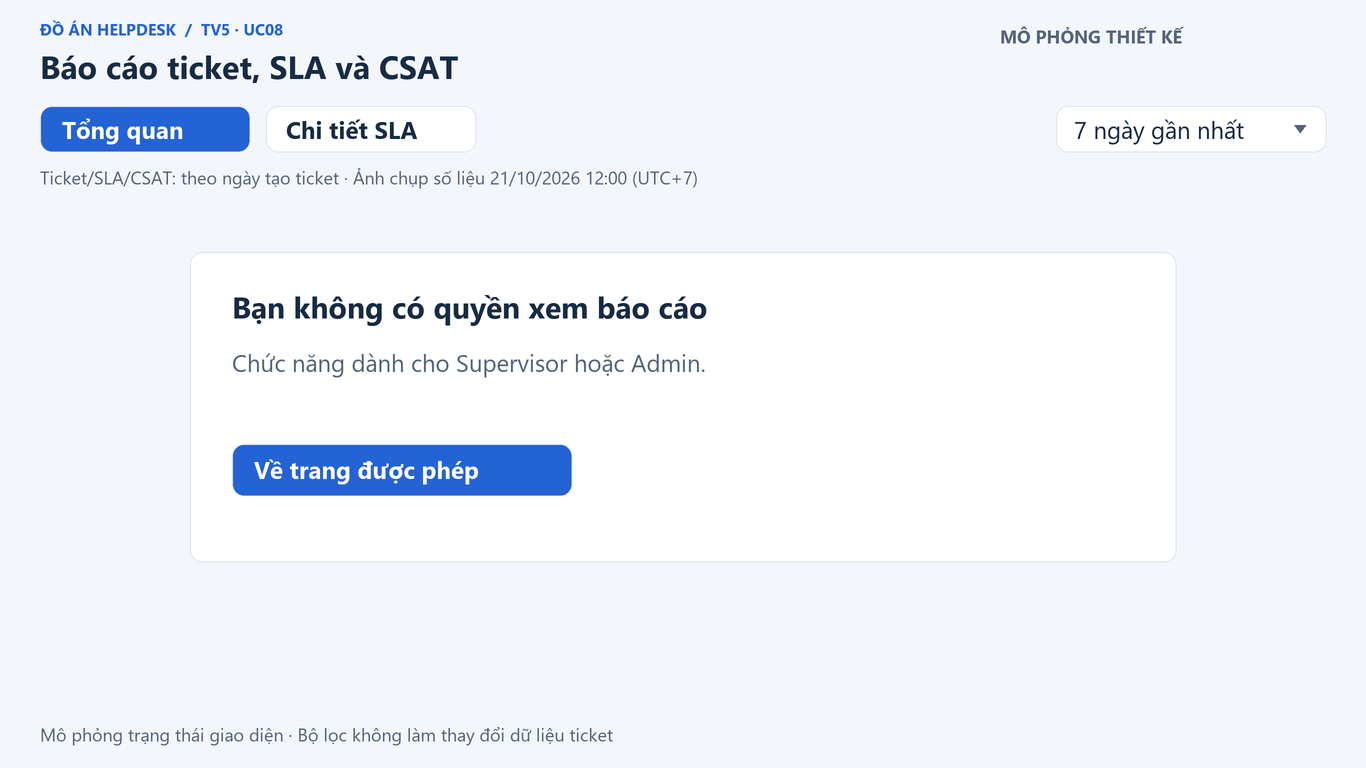 ĐỒ ÁN HELPDESK / TV5 · UC08
MÔ PHỎNG THIẾT KẾ
Báo cáo ticket, SLA và CSAT
Tổng quan
Chi tiết SLA
7 ngày gần nhất
Ticket/SLA/CSAT: theo ngày tạo ticket · Ảnh chụp số liệu 21/10/2026 12:00 (UTC+7)
Bạn không có quyền xem báo cáo
Chức năng dành cho Supervisor hoặc Admin.
Về trang được phép
Mô phỏng trạng thái giao diện · Bộ lọc không làm thay đổi dữ liệu ticket